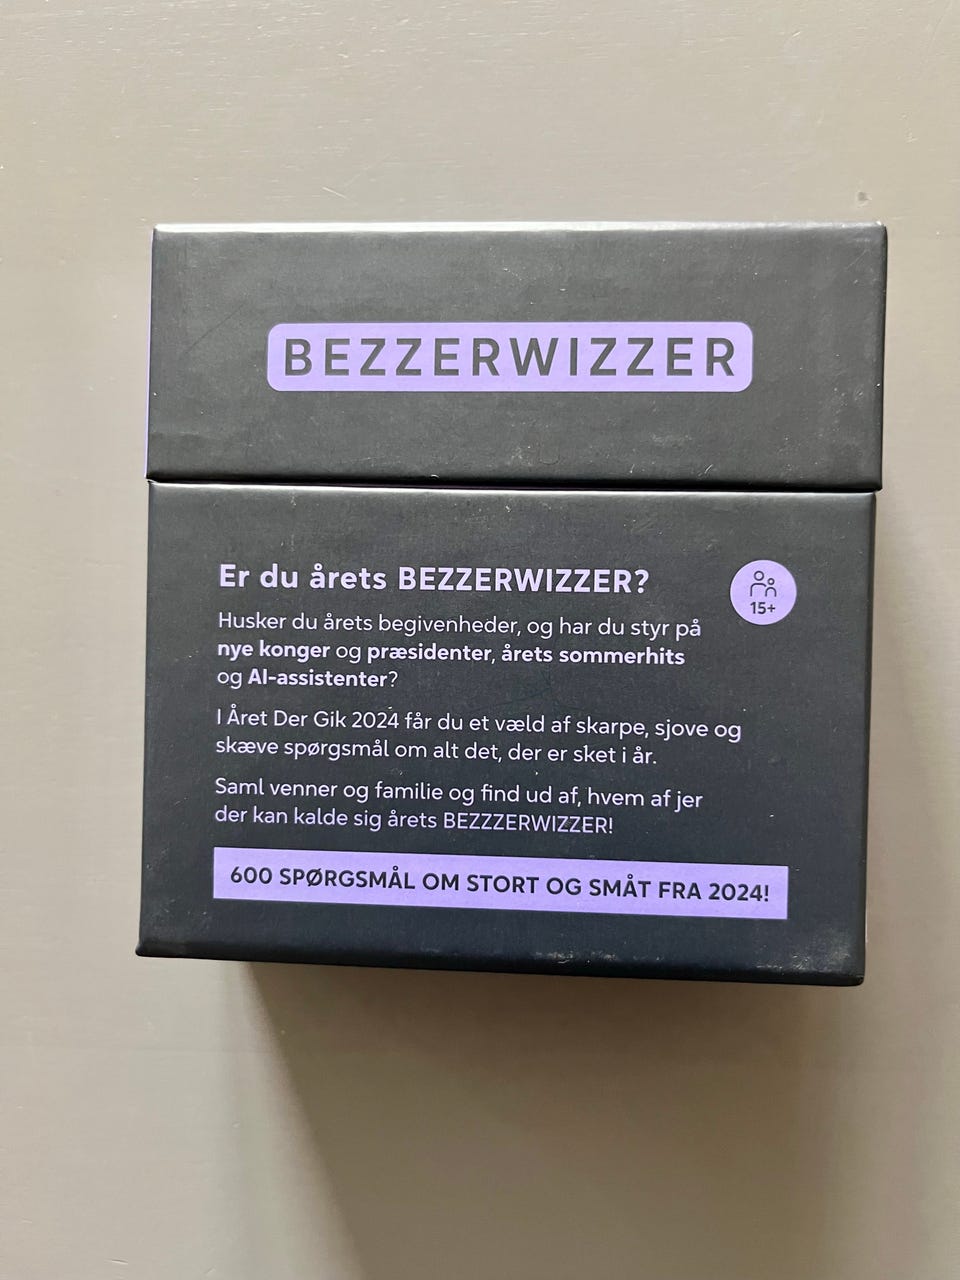 BEZZERWIZZER
Er du årets BEZZERWIZZER?
15+
Husker du årets begivenheder, og har du styr på
nye konger og præsidenter, årets sommerhits
og AI-assistenter?
I Året Der Gik 2024 får du et væld af skarpe, sjove og
skæve spørgsmål om alt det, der er sket i år.
Saml venner og familie og find ud af, hvem af jer
der kan kalde sig årets BEZZZERWIZZER!
600 SPØRGSMÅL OM STORT OG SMÅT FRA 2024!